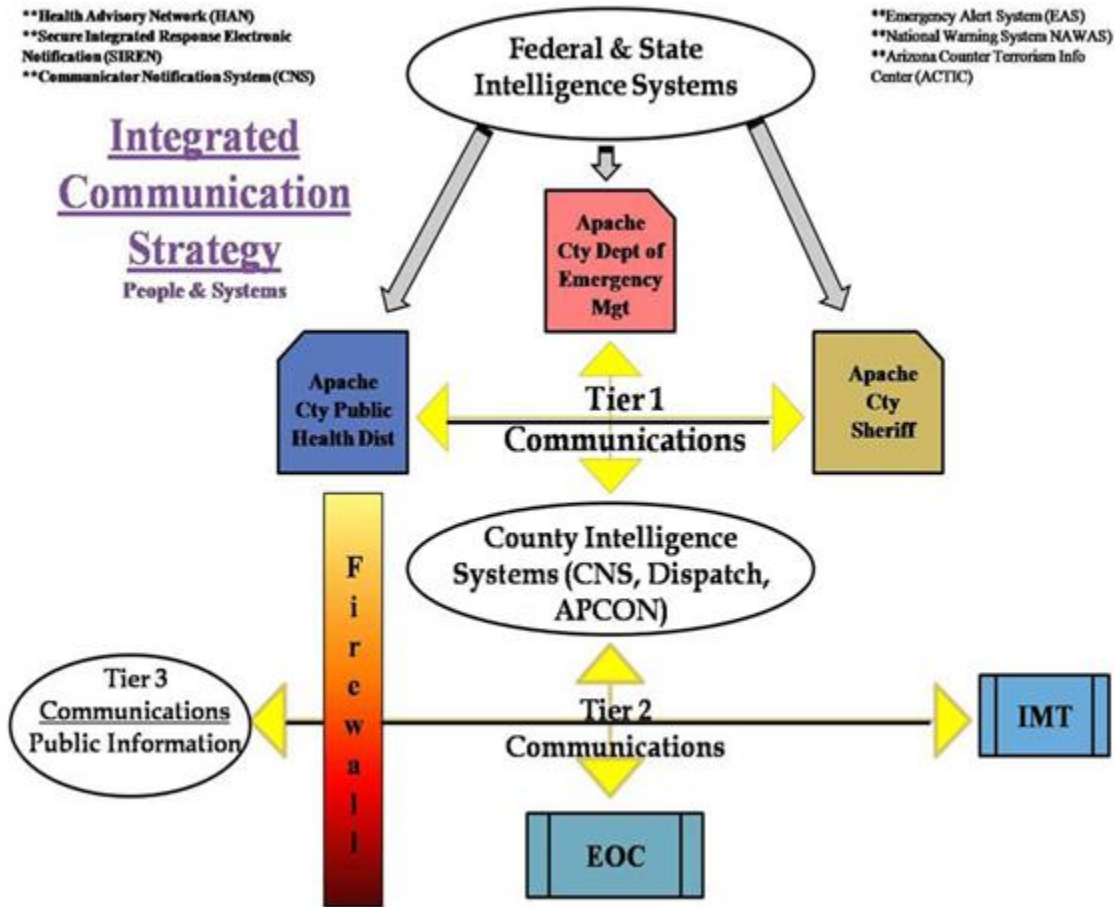 **Health Advisory Network (HAN)
**Secure Integrated Response Electronic
Notification (SIREN)
**Communicator Notification System (CNS)
**Emergency Alert System (EAS)
**National Warning System NAWAS)
**Arizona Counter Terrorism Info
Center (ACTIC)
Integrated
Communication
Strategy
People & Systems
Federal & State
Intelligence Systems
Apache
Cty Dept of
Emergency
Mgt
Apache
Cty Public
Health Dist
Tier 1
Communications
Apache
Cty
Sheriff
County Intelligence
Systems (CNS, Dispatch,
APCON)
Firewall
Tier 3
Communications
Public Information
Tier 2
Communications
IMT
EOC